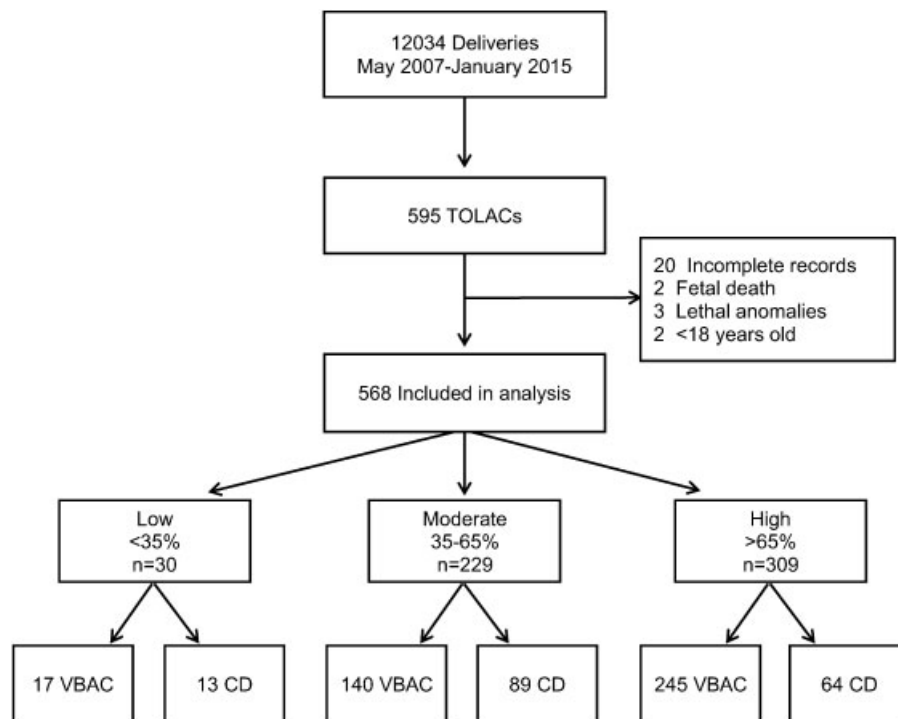 12034 Deliveries
May 2007-January 2015
595 TOLACs
20 Incomplete records
2 Fetal death
3 Lethal anomalies
2 <18 years old
568 Included in analysis
Low
<35%
n=30
Moderate
35-65%
n=229
High
>65%
n=309
17 VBAC
13 CD
140 VBAC
89 CD
245 VBAC
64 CD